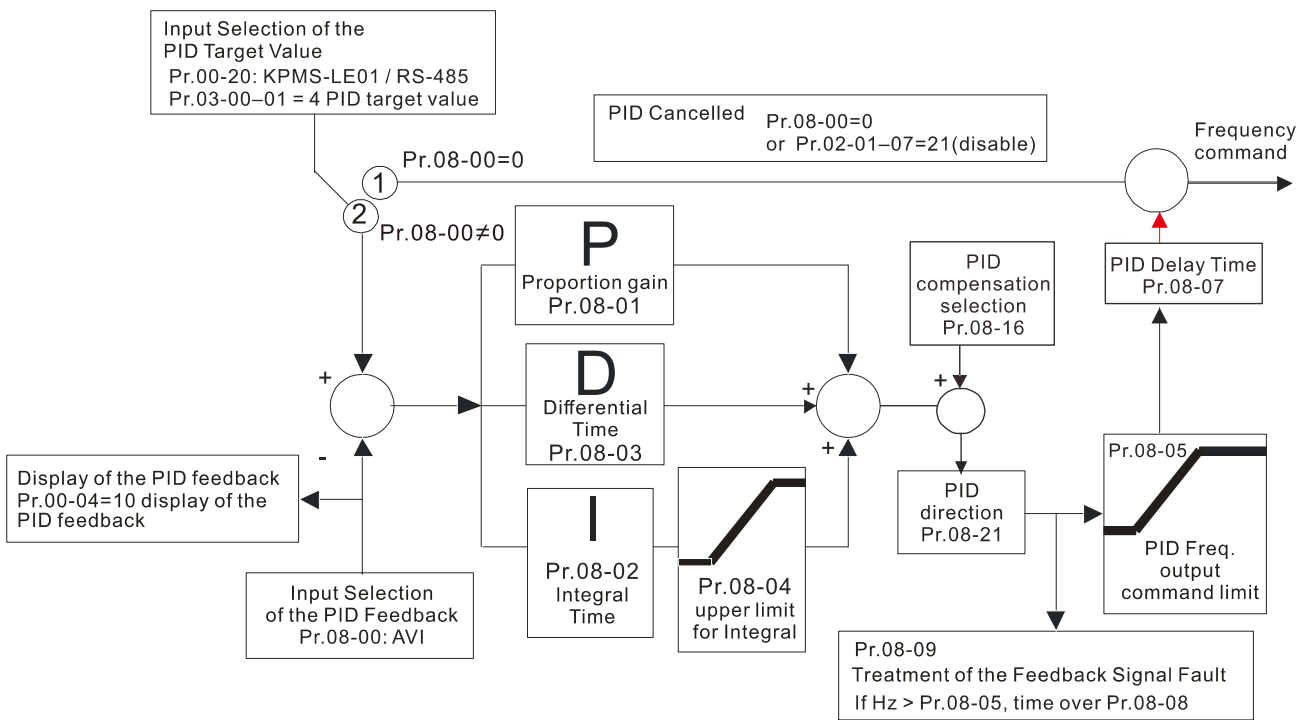 Input Selection of the
PID Target Value
Pr.00-20: KPMS-LE01 / RS-485
Pr.03-00–01 = 4 PID target value
PID Cancelled
Pr.08-00=0
or Pr.02-01–07=21(disable)
Frequency
command
1
Pr.08-00=0
2
Pr.08-00≠0
P
Proportion gain
Pr.08-01
PID
compensation
selection
Pr.08-16
PID Delay Time
Pr.08-07
+
-
D
Differential
Time
Pr.08-03
+
+
+
Display of the PID feedback
Pr.00-04=10 display of the
PID feedback
Input Selection
of the PID Feedback
Pr.08-00: AVI
I
Pr.08-02
Integral
Time
Pr.08-04
upper limit
for Integral
PID
direction
Pr.08-21
Pr.08-05
PID Freq.
output
command limit
Pr.08-09
Treatment of the Feedback Signal Fault
If Hz > Pr.08-05, time over Pr.08-08